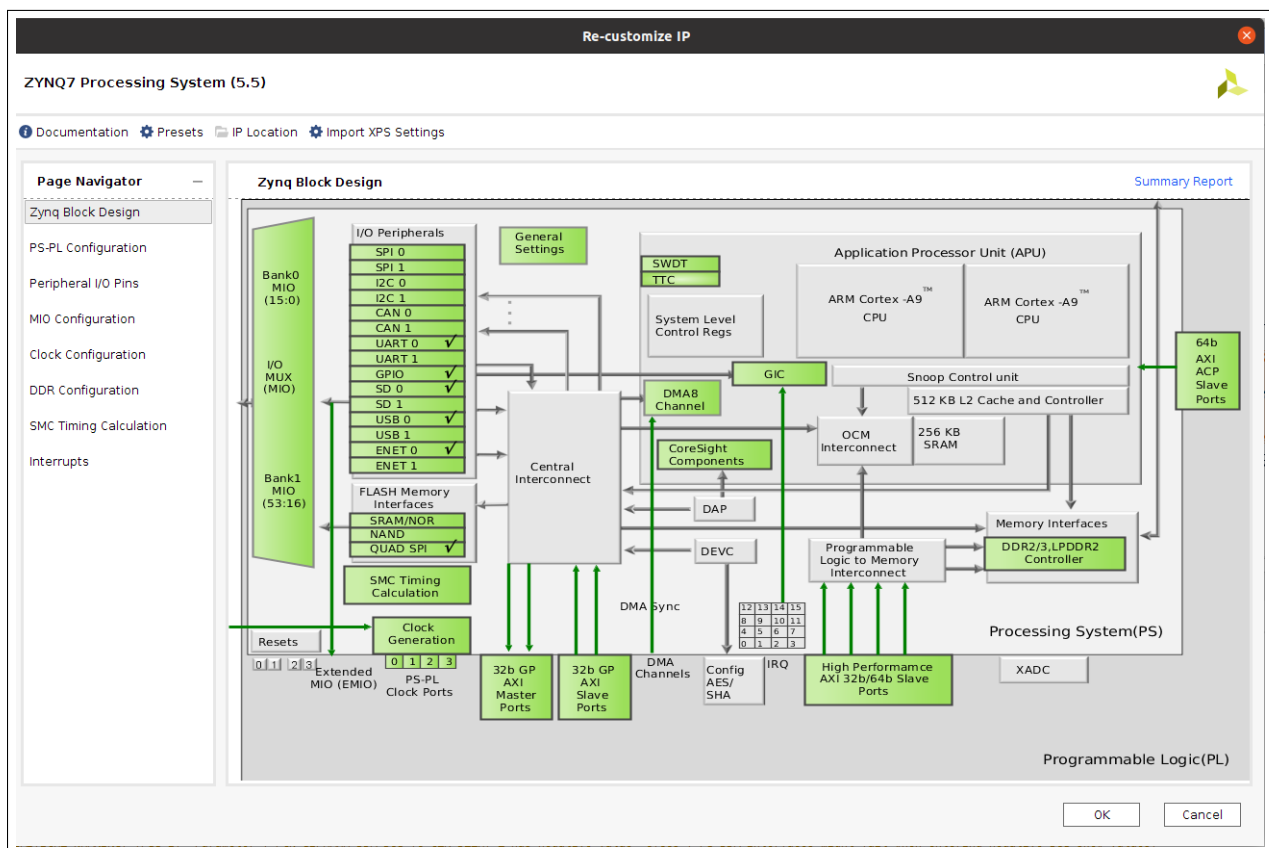 Re-customize IP
ZYNQ7 Processing System (5.5)
Documentation Presets IP Location Import XPS Settings
Page Navigator
Zynq Block Design
PS-PL Configuration
Peripheral I/O Pins
MIO Configuration
Clock Configuration
DDR Configuration
SMC Timing Calculation
Interrupts
Zynq Block Design
Summary Report
Bank0
MIO
(15:0)
I/O
MUX
(MIO)
Bank1
MIO
(53:16)
I/O Peripherals
SPI 0
SPI 1
I2C 0
I2C 1
CAN 0
CAN 1
UART 0 ✓
UART 1
GPIO ✓
SD 0 ✓
SD 1
USB 0 ✓
USB 1
ENET 0 ✓
ENET 1
FLASH Memory
Interfaces
SRAM/NOR
NAND
QUAD SPI ✓
SMC Timing
Calculation
Clock
Generation
0 1 2 3
PS-PL
Clock Ports
Resets
0 1 2 3
Extended
MIO (EMIO)
General
Settings
Central
Interconnect
32b GP
AXI
Master
Ports
32b GP
AXI
Slave
Ports
Application Processor Unit (APU)
SWDT
TTC
System Level
Control Regs
ARM Cortex -A9 ™
CPU
ARM Cortex -A9 ™
CPU
GIC
Snoop Control unit
512 KB L2 Cache and Controller
DMA8
Channel
OCM
Interconnect
256 KB
SRAM
CoreSight
Components
DAP
DEVC
DMA Sync
DMA
Channels
Config
AES/
SHA
12 13 14 15
8 9 10 11
4 5 6 7
0 1 2 3
IRQ
Programmable
Logic to Memory
Interconnect
Memory Interfaces
DDR2/3,LPDDR2
Controller
64b
AXI
ACP
Slave
Ports
High Performamce
AXI 32b/64b Slave
Ports
Processing System(PS)
XADC
Programmable Logic(PL)
OK
Cancel